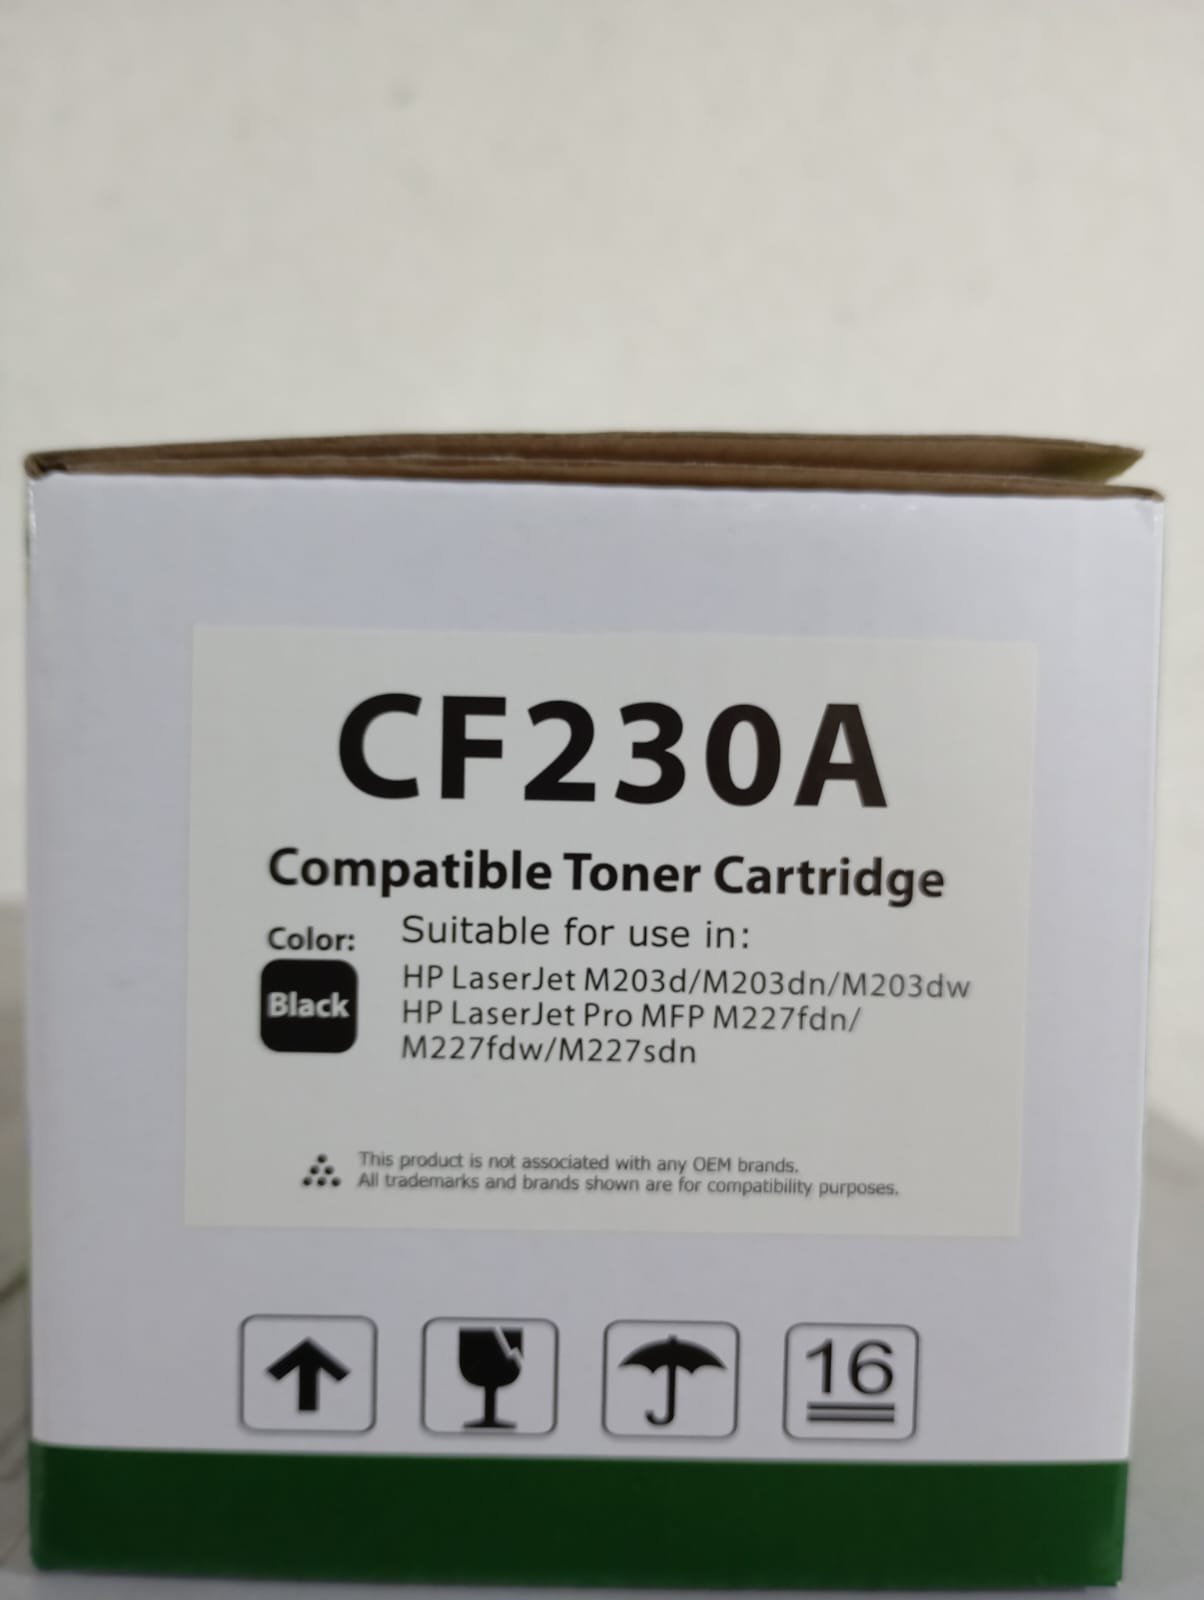 CF230A
Compatible Toner Cartridge
Color:
Black
Suitable for use in:
HP LaserJet M203d/M203dn/M203dw
HP LaserJet Pro MFP M227fdn/
M227fdw/M227sdn
This product is not associated with any OEM brands.
All trademarks and brands shown are for compatibility purposes.
16